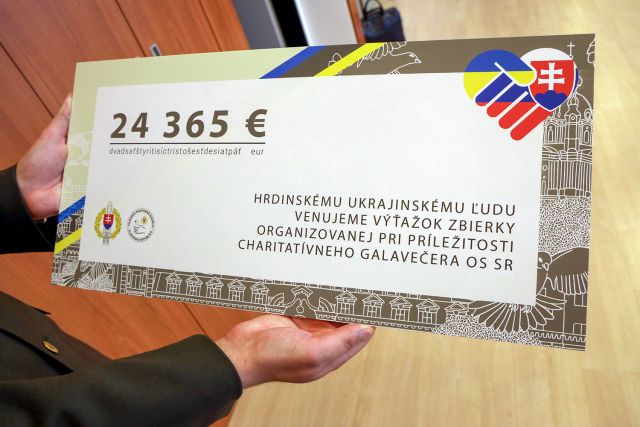 24 365 €
dvadsaťštyritisíctristošesťdesiatpäť eur
HRDINSKÉMU UKRAJINSKÉMU ĽUDU
VENUJEME VÝŤAŽOK ZBIERKY
ORGANIZOVANEJ PRI PRÍLEŽITOSTI
CHARITATÍVNEHO GALAVEČERA OS SR